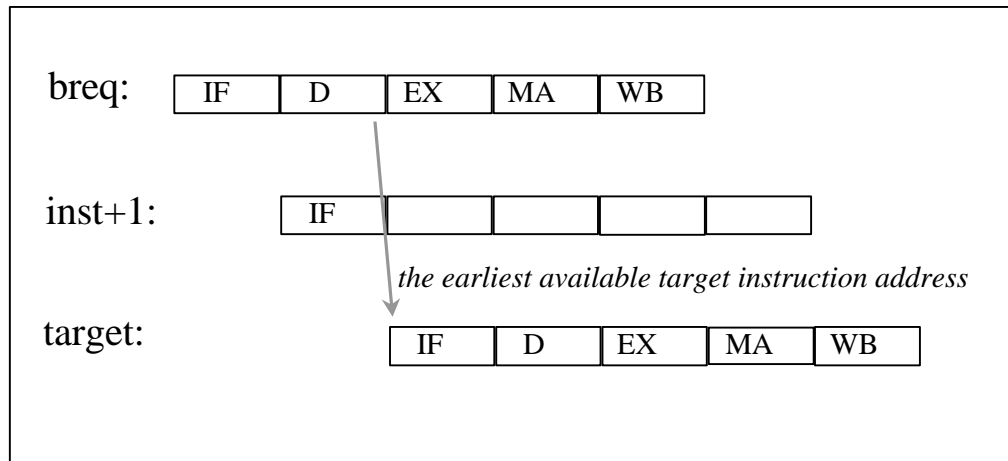 breq: IF D EX MA WB
inst+1: IF
the earliest available target instruction address
target: IF D EX MA WB